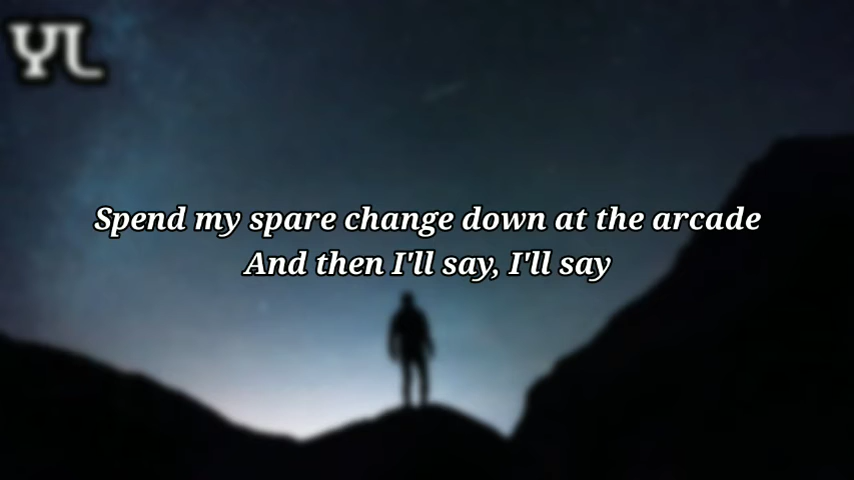 YL
Spend my spare change down at the arcade
And then I'll say, I'll say